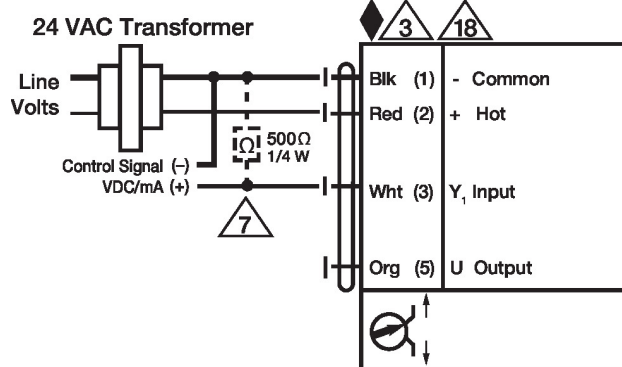 24 VAC Transformer
3
18
Line
Volts
Blk (1) - Common
Red (2) + Hot
Ω
500Ω
1/4 W
Control Signal (–)
VDC/mA (+)
Wht (3) Y₁ Input
7
Org (5) U Output